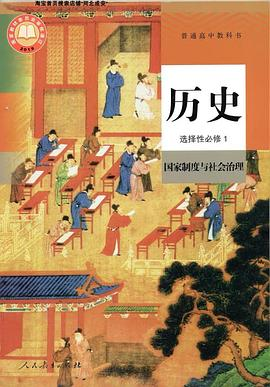 淘宝首页搜索店铺"河北成安"
2019
普通高中教科书
历史
选择性必修1
国家制度与社会治理
人民教育出版社